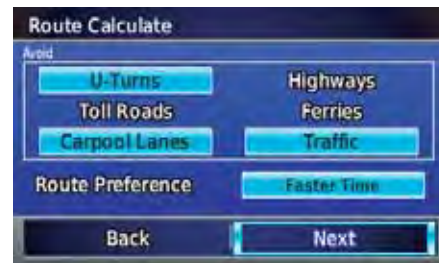 Route Calculate
Avoid
U-Turns Highways
Toll Roads Ferries
Carpool Lanes Traffic
Route Preference Faster Time
Back Next